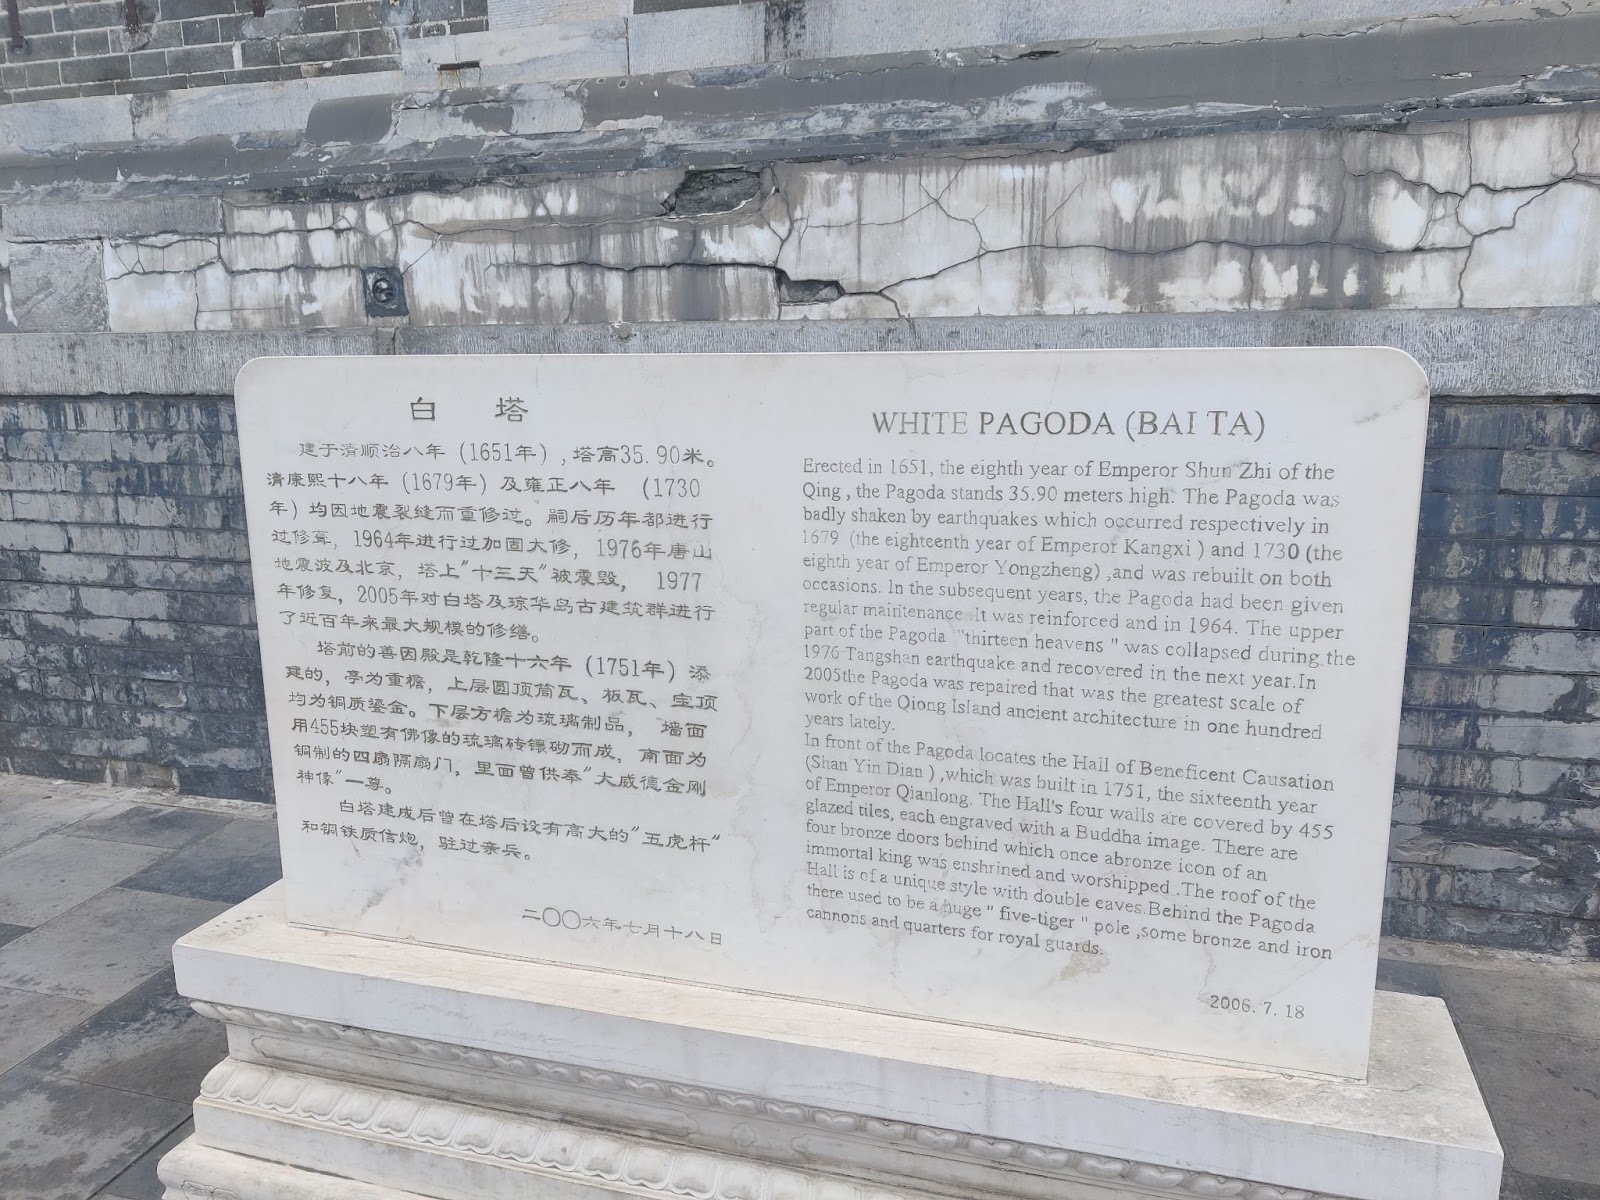 白 塔
建于清顺治八年（1651年），塔高35.90米。
清康熙十八年（1679年）及雍正八年（1730
年）均因地震裂缝而重修过。嗣后历年都进行
过修葺，1964年进行过加固大修，1976年唐山
地震波及北京，塔上"十三天"被震毁，1977
年修复，2005年对白塔及琼华岛古建筑群进行
了近百年来最大规模的修缮。
塔前的善因殿是乾隆十六年（1751年）添
建的，亭为重檐，上层圆顶筒瓦、板瓦、宝顶
均为铜质鎏金。下层方檐为琉璃制品，墙面
用455块塑有佛像的琉璃砖镶砌而成，南面为
铜制的四扇隔扇门，里面曾供奉"大威德金刚
神像"一尊。
白塔建成后曾在塔后设有高大的"五虎杆"
和铜铁质信炮，驻过亲兵。
二〇〇六年七月十八日
WHITE PAGODA (BAI TA)
Erected in 1651, the eighth year of Emperor Shun Zhi of the
Qing , the Pagoda stands 35.90 meters high. The Pagoda was
badly shaken by earthquakes which occurred respectively in
1679 (the eighteenth year of Emperor Kangxi ) and 1730 (the
eighth year of Emperor Yongzheng) ,and was rebuilt on both
occasions. In the subsequent years, the Pagoda had been given
regular maintenance .It was reinforced and in 1964. The upper
part of the Pagoda "thirteen heavens " was collapsed during the
1976 Tangshan earthquake and recovered in the next year.In
2005the Pagoda was repaired that was the greatest scale of
work of the Qiong Island ancient architecture in one hundred
years lately.
In front of the Pagoda locates the Hall of Beneficent Causation
(Shan Yin Dian ) ,which was built in 1751, the sixteenth year
of Emperor Qianlong. The Hall's four walls are covered by 455
glazed tiles, each engraved with a Buddha image. There are
four bronze doors behind which once abronze icon of an
immortal king was enshrined and worshipped .The roof of the
Hall is of a unique style with double eaves.Behind the Pagoda
there used to be a huge " five-tiger " pole ,some bronze and iron
cannons and quarters for royal guards.
2006. 7. 18